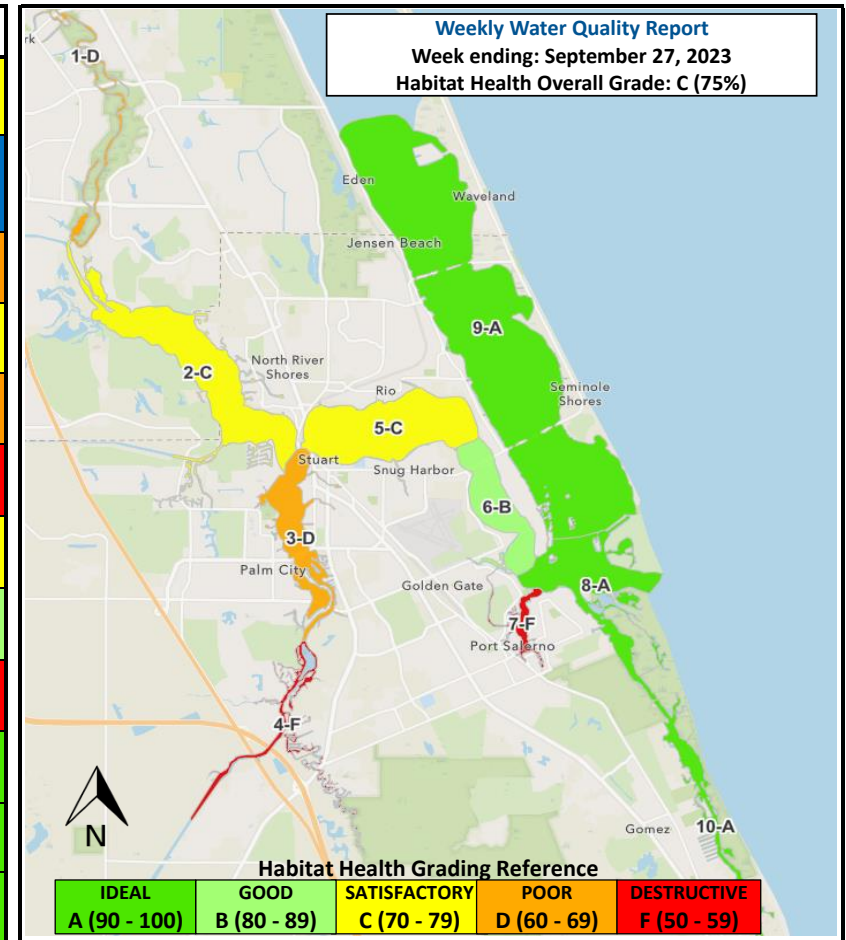 Weekly Water Quality Report
Week ending: September 27, 2023
Habitat Health Overall Grade: C (75%)
rk
1-D
Eden
Waveland
Jensen Beach
9-A
North River
Shores
2-C
Rio
Seminole
Shores
5-C
Stuart
Snug Harbor
6-B
3-D
Palm City
Golden Gate
8-A
7-F
Port Salerno
4-F
N
Gomez
10-A
Habitat Health Grading Reference
IDEAL
A (90 - 100)
GOOD
B (80 - 89)
SATISFACTORY
C (70 - 79)
POOR
D (60 - 69)
DESTRUCTIVE
F (50 - 59)